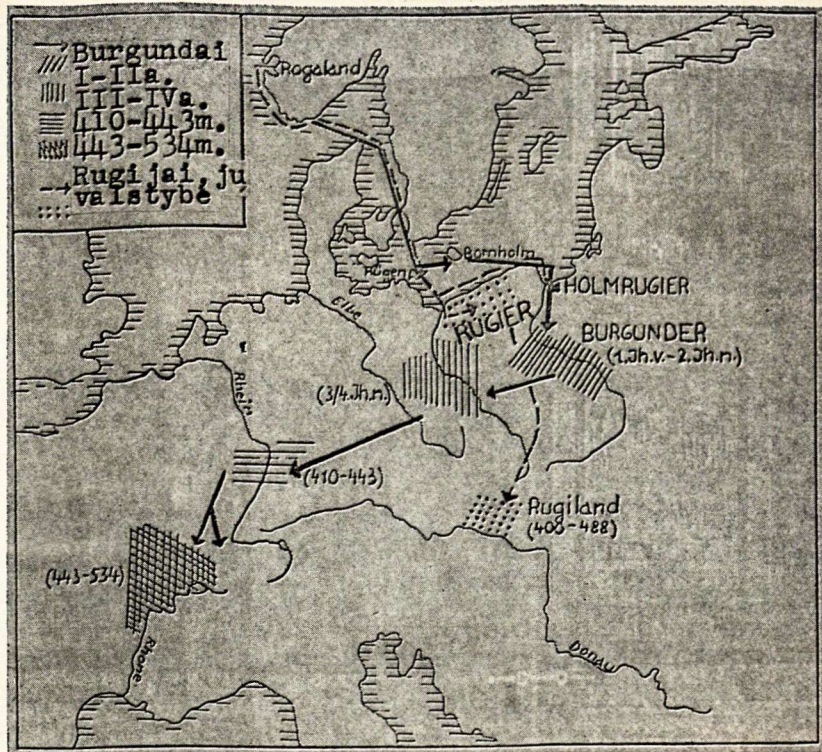 Burgundai
I-IIa.
III-IVa.
410-443m.
443-534m.
Rugijai, jų
valstybė
Rogaland
Bornholm
Rügen
HOLMRUGIER
RUGIER
BURGUNDER
(1.Jh.v.-2.Jh.n.)
Elbe
(3/4.Jh.n.)
Rhein
(410-443)
Rugiland
(408-488)
(443-534)
Rhone
Donau